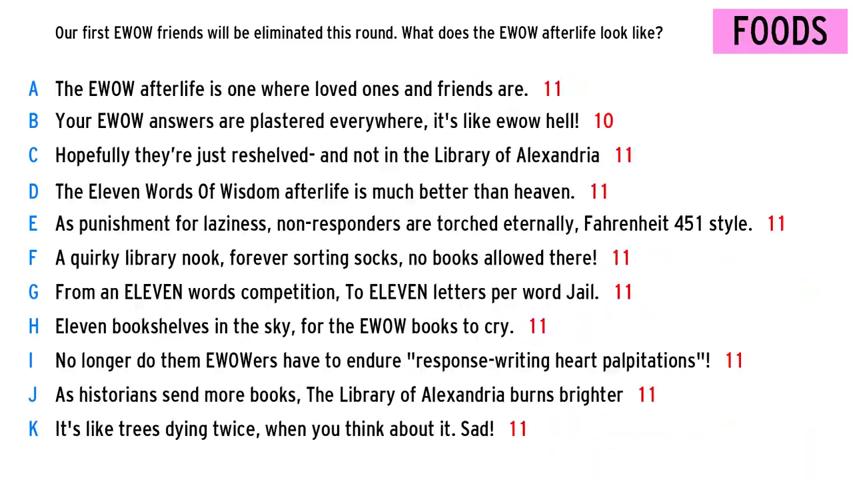 Our first EWOW friends will be eliminated this round. What does the EWOW afterlife look like?
FOODS
A The EWOW afterlife is one where loved ones and friends are. 11
B Your EWOW answers are plastered everywhere, it's like ewow hell! 10
C Hopefully they’re just reshelved- and not in the Library of Alexandria 11
D The Eleven Words Of Wisdom afterlife is much better than heaven. 11
E As punishment for laziness, non-responders are torched eternally, Fahrenheit 451 style. 11
F A quirky library nook, forever sorting socks, no books allowed there! 11
G From an ELEVEN words competition, To ELEVEN letters per word Jail. 11
H Eleven bookshelves in the sky, for the EWOW books to cry. 11
I No longer do them EWOWers have to endure "response-writing heart palpitations"! 11
J As historians send more books, The Library of Alexandria burns brighter 11
K It's like trees dying twice, when you think about it. Sad! 11